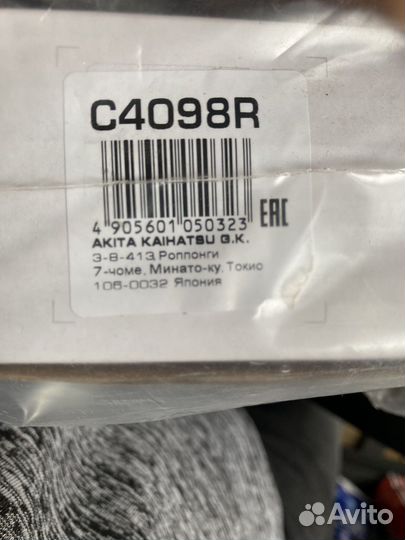 C4098R
4 905601 050323
EAC
AKITA KAIHATSU G.K.
3-8-413, Роппонги
7-чоме, Минато-ку, Токио
106-0032 Япония
Avito